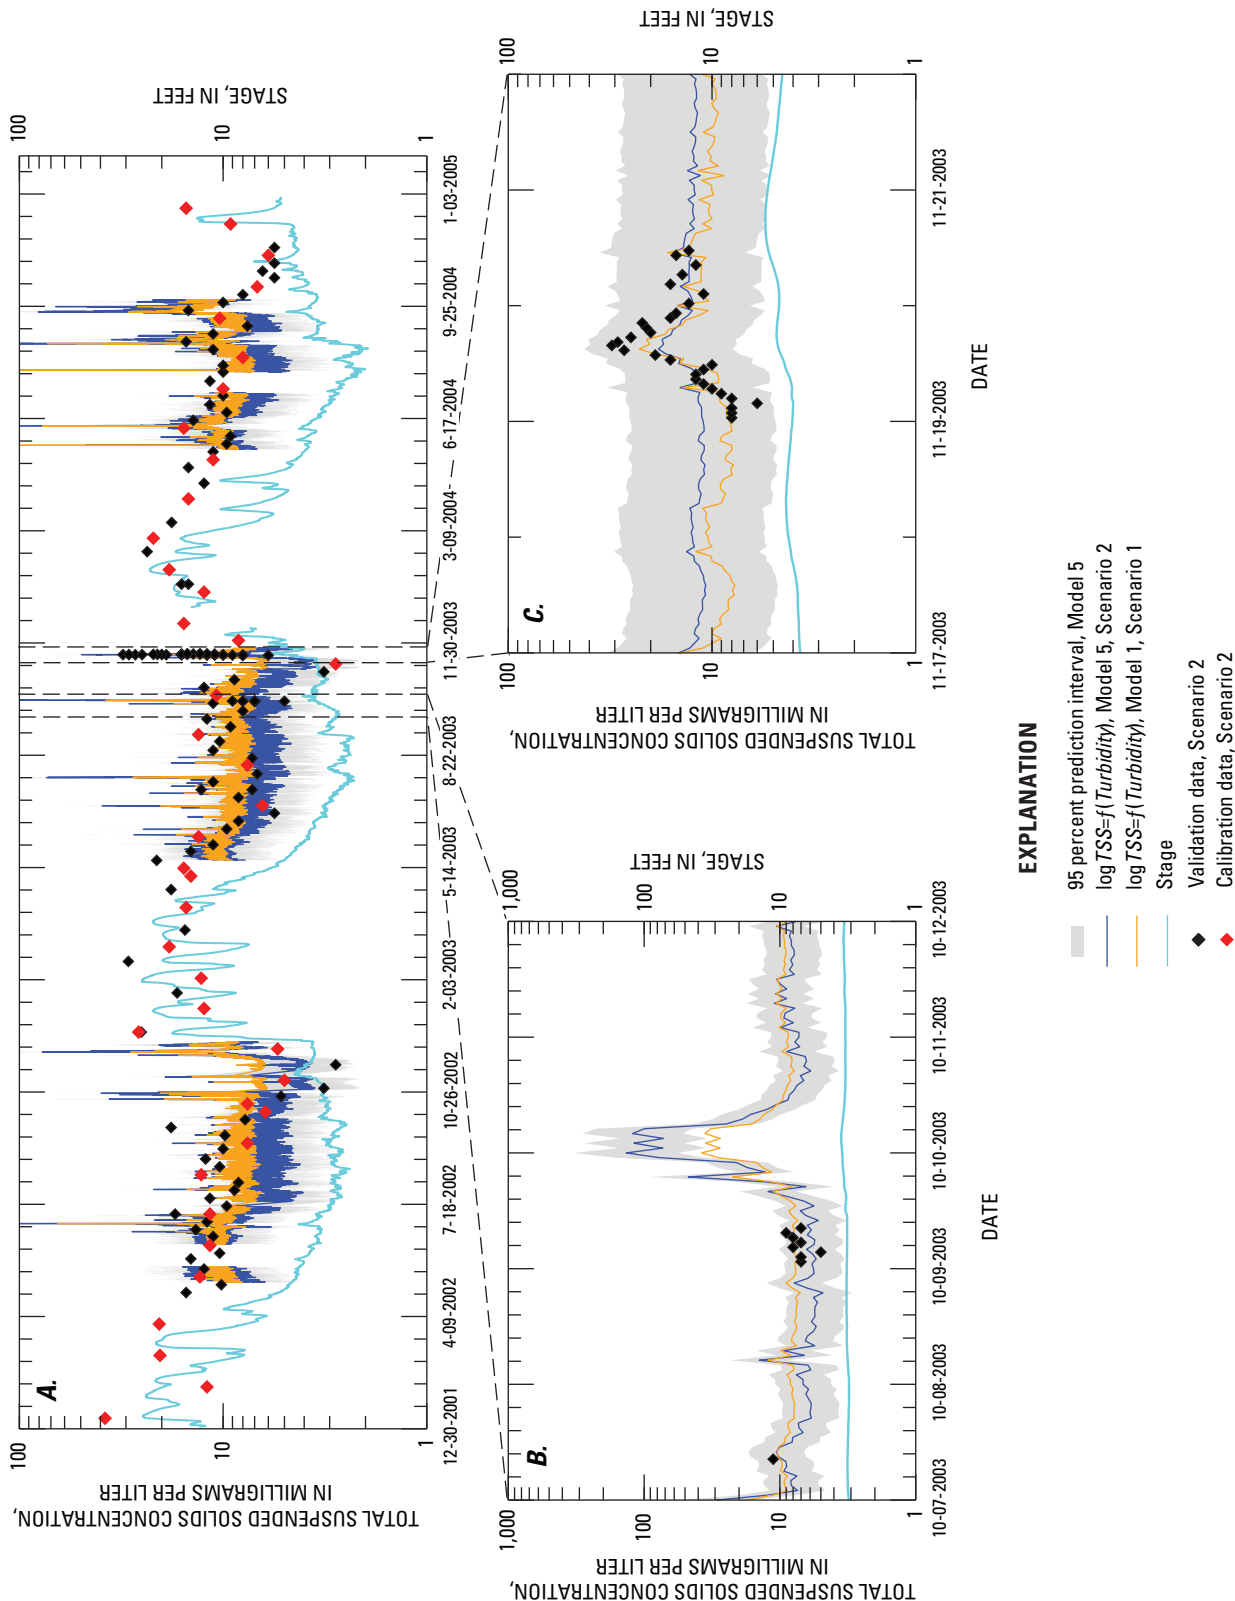 A.
TOTAL SUSPENDED SOLIDS CONCENTRATION,
IN MILLIGRAMS PER LITER
100
10
1
STAGE, IN FEET
100
10
1
12-30-2001
4-09-2002
7-18-2002
10-26-2002
2-03-2003
5-14-2003
8-22-2003
11-30-2003
3-09-2004
6-17-2004
9-25-2004
1-03-2005
B.
TOTAL SUSPENDED SOLIDS CONCENTRATION,
IN MILLIGRAMS PER LITER
1,000
100
10
1
STAGE, IN FEET
1,000
100
10
1
10-07-2003
10-08-2003
10-09-2003
10-10-2003
10-11-2003
10-12-2003
DATE
C.
TOTAL SUSPENDED SOLIDS CONCENTRATION,
IN MILLIGRAMS PER LITER
100
10
1
STAGE, IN FEET
100
10
1
11-17-2003
11-19-2003
11-21-2003
DATE
EXPLANATION
95 percent prediction interval, Model 5
log TSS=f(Turbidity), Model 5, Scenario 2
log TSS=f(Turbidity), Model 1, Scenario 1
Stage
Validation data, Scenario 2
Calibration data, Scenario 2